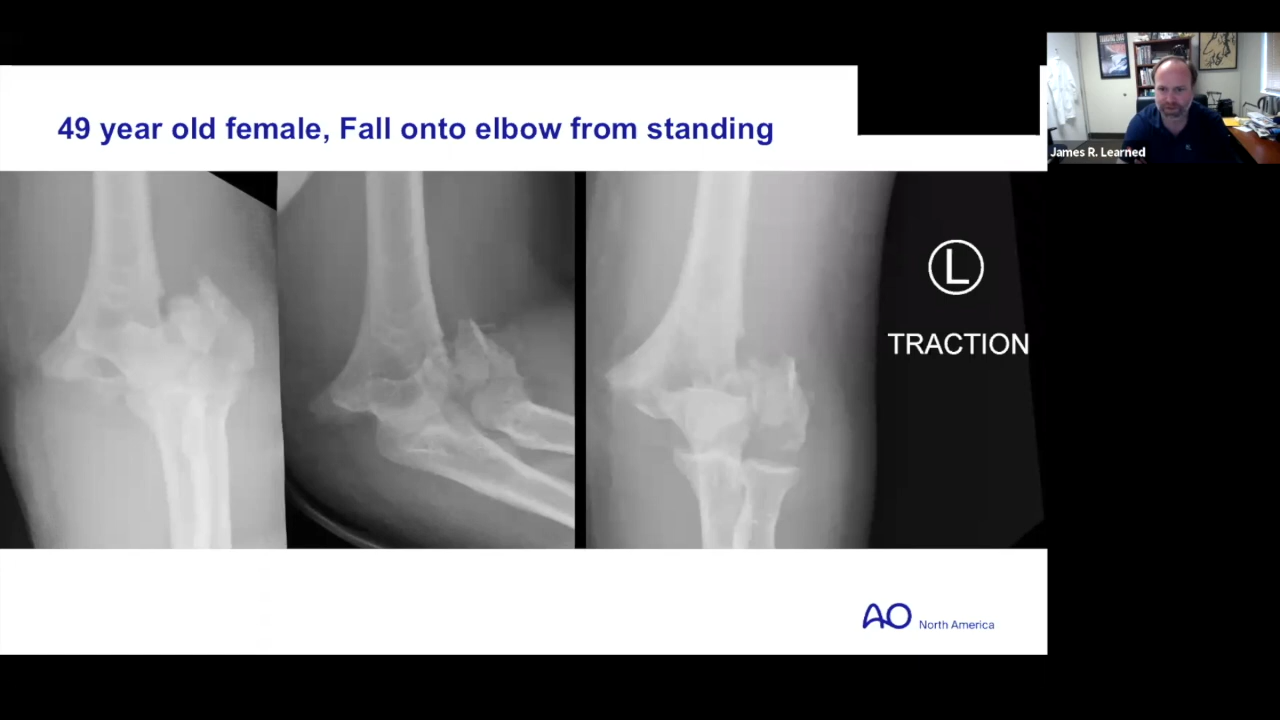 49 year old female, Fall onto elbow from standing
James R. Learned
L
TRACTION
AO North America